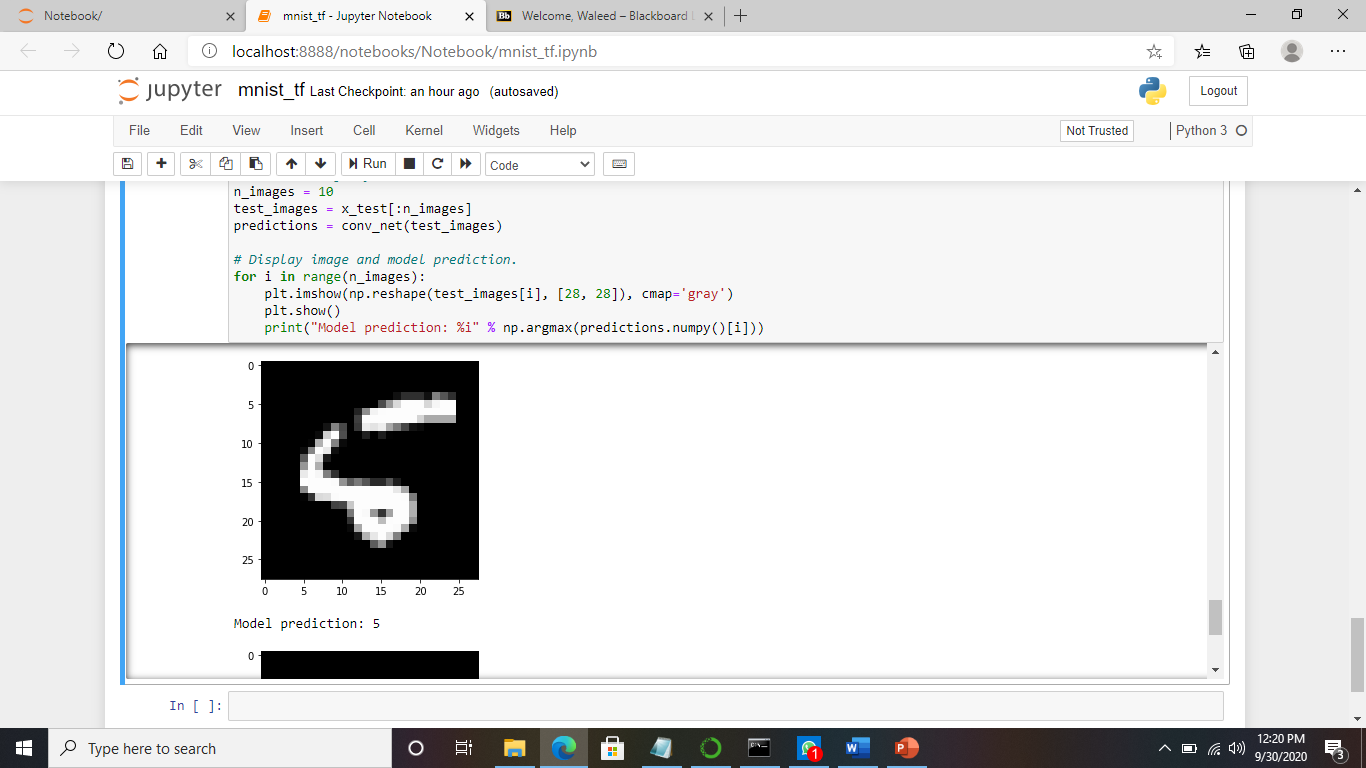 Notebook/
mnist_tf - Jupyter Notebook
Bb Welcome, Waleed – Blackboard
localhost:8888/notebooks/Notebook/mnist_tf.ipynb
jupyter mnist_tf Last Checkpoint: an hour ago (autosaved)
Logout
File Edit View Insert Cell Kernel Widgets Help
Not Trusted
Python 3
Run
Code
n_images = 10
test_images = x_test[:n_images]
predictions = conv_net(test_images)
# Display image and model prediction.
for i in range(n_images):
    plt.imshow(np.reshape(test_images[i], [28, 28]), cmap='gray')
    plt.show()
    print("Model prediction: %i" % np.argmax(predictions.numpy()[i]))
0
5
10
15
20
25
0 5 10 15 20 25
Model prediction: 5
0
In [ ]:
Type here to search
1
12:20 PM
9/30/2020
3